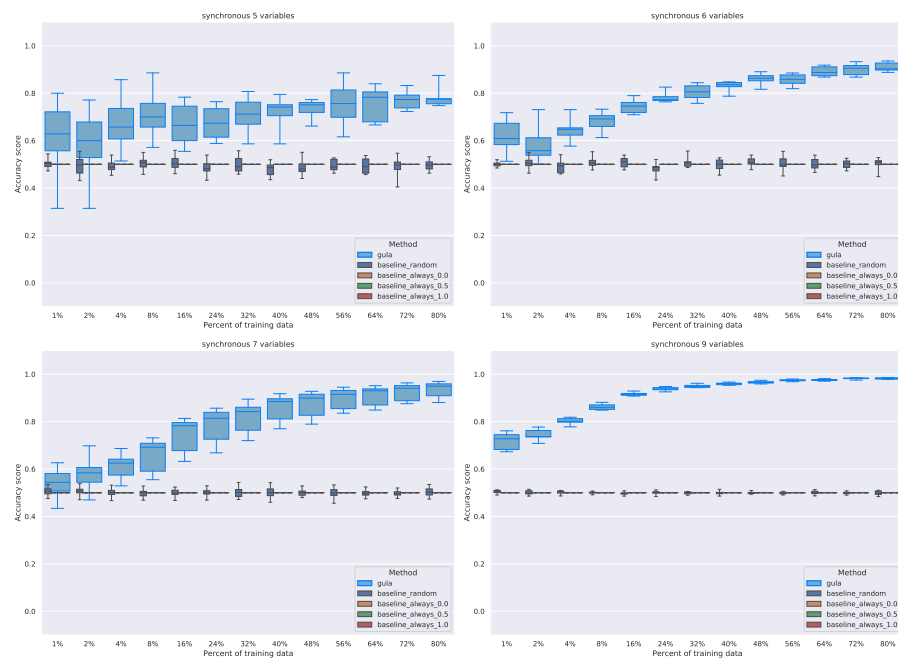 synchronous 5 variables
1.0
0.8
0.6
0.4
0.2
0.0
Accuracy score
Method
gula
baseline_random
baseline_always_0.0
baseline_always_0.5
baseline_always_1.0
1% 2% 4% 8% 16% 24% 32% 40% 48% 56% 64% 72% 80%
Percent of training data
synchronous 6 variables
1.0
0.8
0.6
0.4
0.2
0.0
Accuracy score
Method
gula
baseline_random
baseline_always_0.0
baseline_always_0.5
baseline_always_1.0
1% 2% 4% 8% 16% 24% 32% 40% 48% 56% 64% 72% 80%
Percent of training data
synchronous 7 variables
1.0
0.8
0.6
0.4
0.2
0.0
Accuracy score
Method
gula
baseline_random
baseline_always_0.0
baseline_always_0.5
baseline_always_1.0
1% 2% 4% 8% 16% 24% 32% 40% 48% 56% 64% 72% 80%
Percent of training data
synchronous 9 variables
1.0
0.8
0.6
0.4
0.2
0.0
Accuracy score
Method
gula
baseline_random
baseline_always_0.0
baseline_always_0.5
baseline_always_1.0
1% 2% 4% 8% 16% 24% 32% 40% 48% 56% 64% 72% 80%
Percent of training data